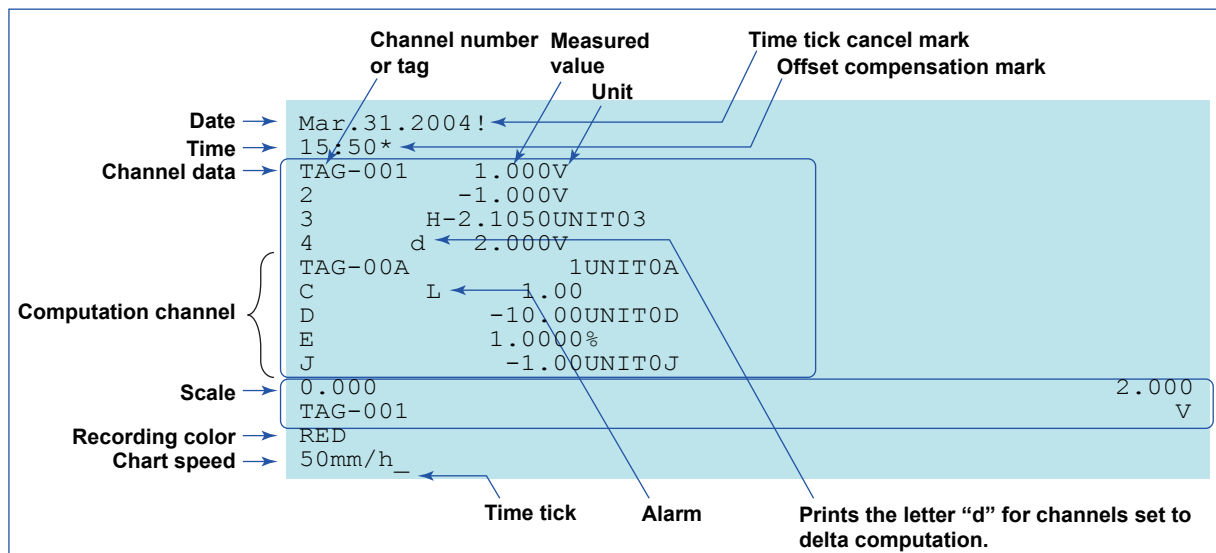 Channel number or tag
Measured value
Unit
Time tick cancel mark
Offset compensation mark
Date
Mar.31.2004!
Time
15:50*
Channel data
TAG-001 1.000V
2 -1.000V
3 H-2.1050UNIT03
4 d 2.000V
Computation channel
TAG-00A 1UNIT0A
C L 1.00
D -10.00UNIT0D
E 1.0000%
J -1.00UNIT0J
Scale
0.000 2.000
TAG-001 V
Recording color
RED
Chart speed
50mm/h_
Time tick
Alarm
Prints the letter “d” for channels set to
delta computation.